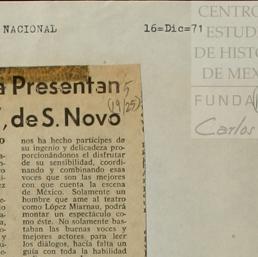 NACIONAL 16=Dic=71
CENTRO
ESTUD
DE HISTO
DE MEX
FUNDA
Carlos
a Presentan
5
(19/25)
, de S. Novo
nos ha hecho partícipes de
su ingenio y delicadeza pro-
porcionándonos el disfrutar
de su sensibilidad, coordi-
nando y combinando esas
voces que son las mejores
con que cuenta la escena
de México. Solamente un
hombre que ame al teatro
como López Miarnau, podrá
montar un espectáculo co-
mo éste. No solamente bas-
taban las buenas voces y
mejores actores para leer
los diálogos, hacía falta un
guía con toda la habilidad